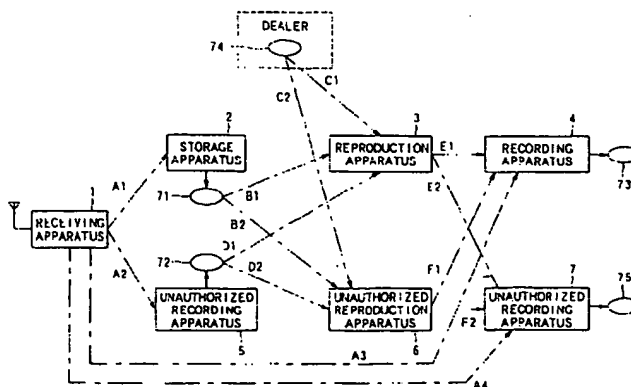 DEALER
74
C1
C2
2
3
4
STORAGE
APPARATUS
REPRODUCTION
APPARATUS
RECORDING
APPARATUS
E1
E2
A1
71
B1
B2
73
1
RECEIVING
APPARATUS
72
D1
D2
A2
F1
7
UNAUTHORIZED
RECORDING
APPARATUS
UNAUTHORIZED
REPRODUCTION
APPARATUS
UNAUTHORIZED
RECORDING
APPARATUS
75
F2
5
A3
6
A4